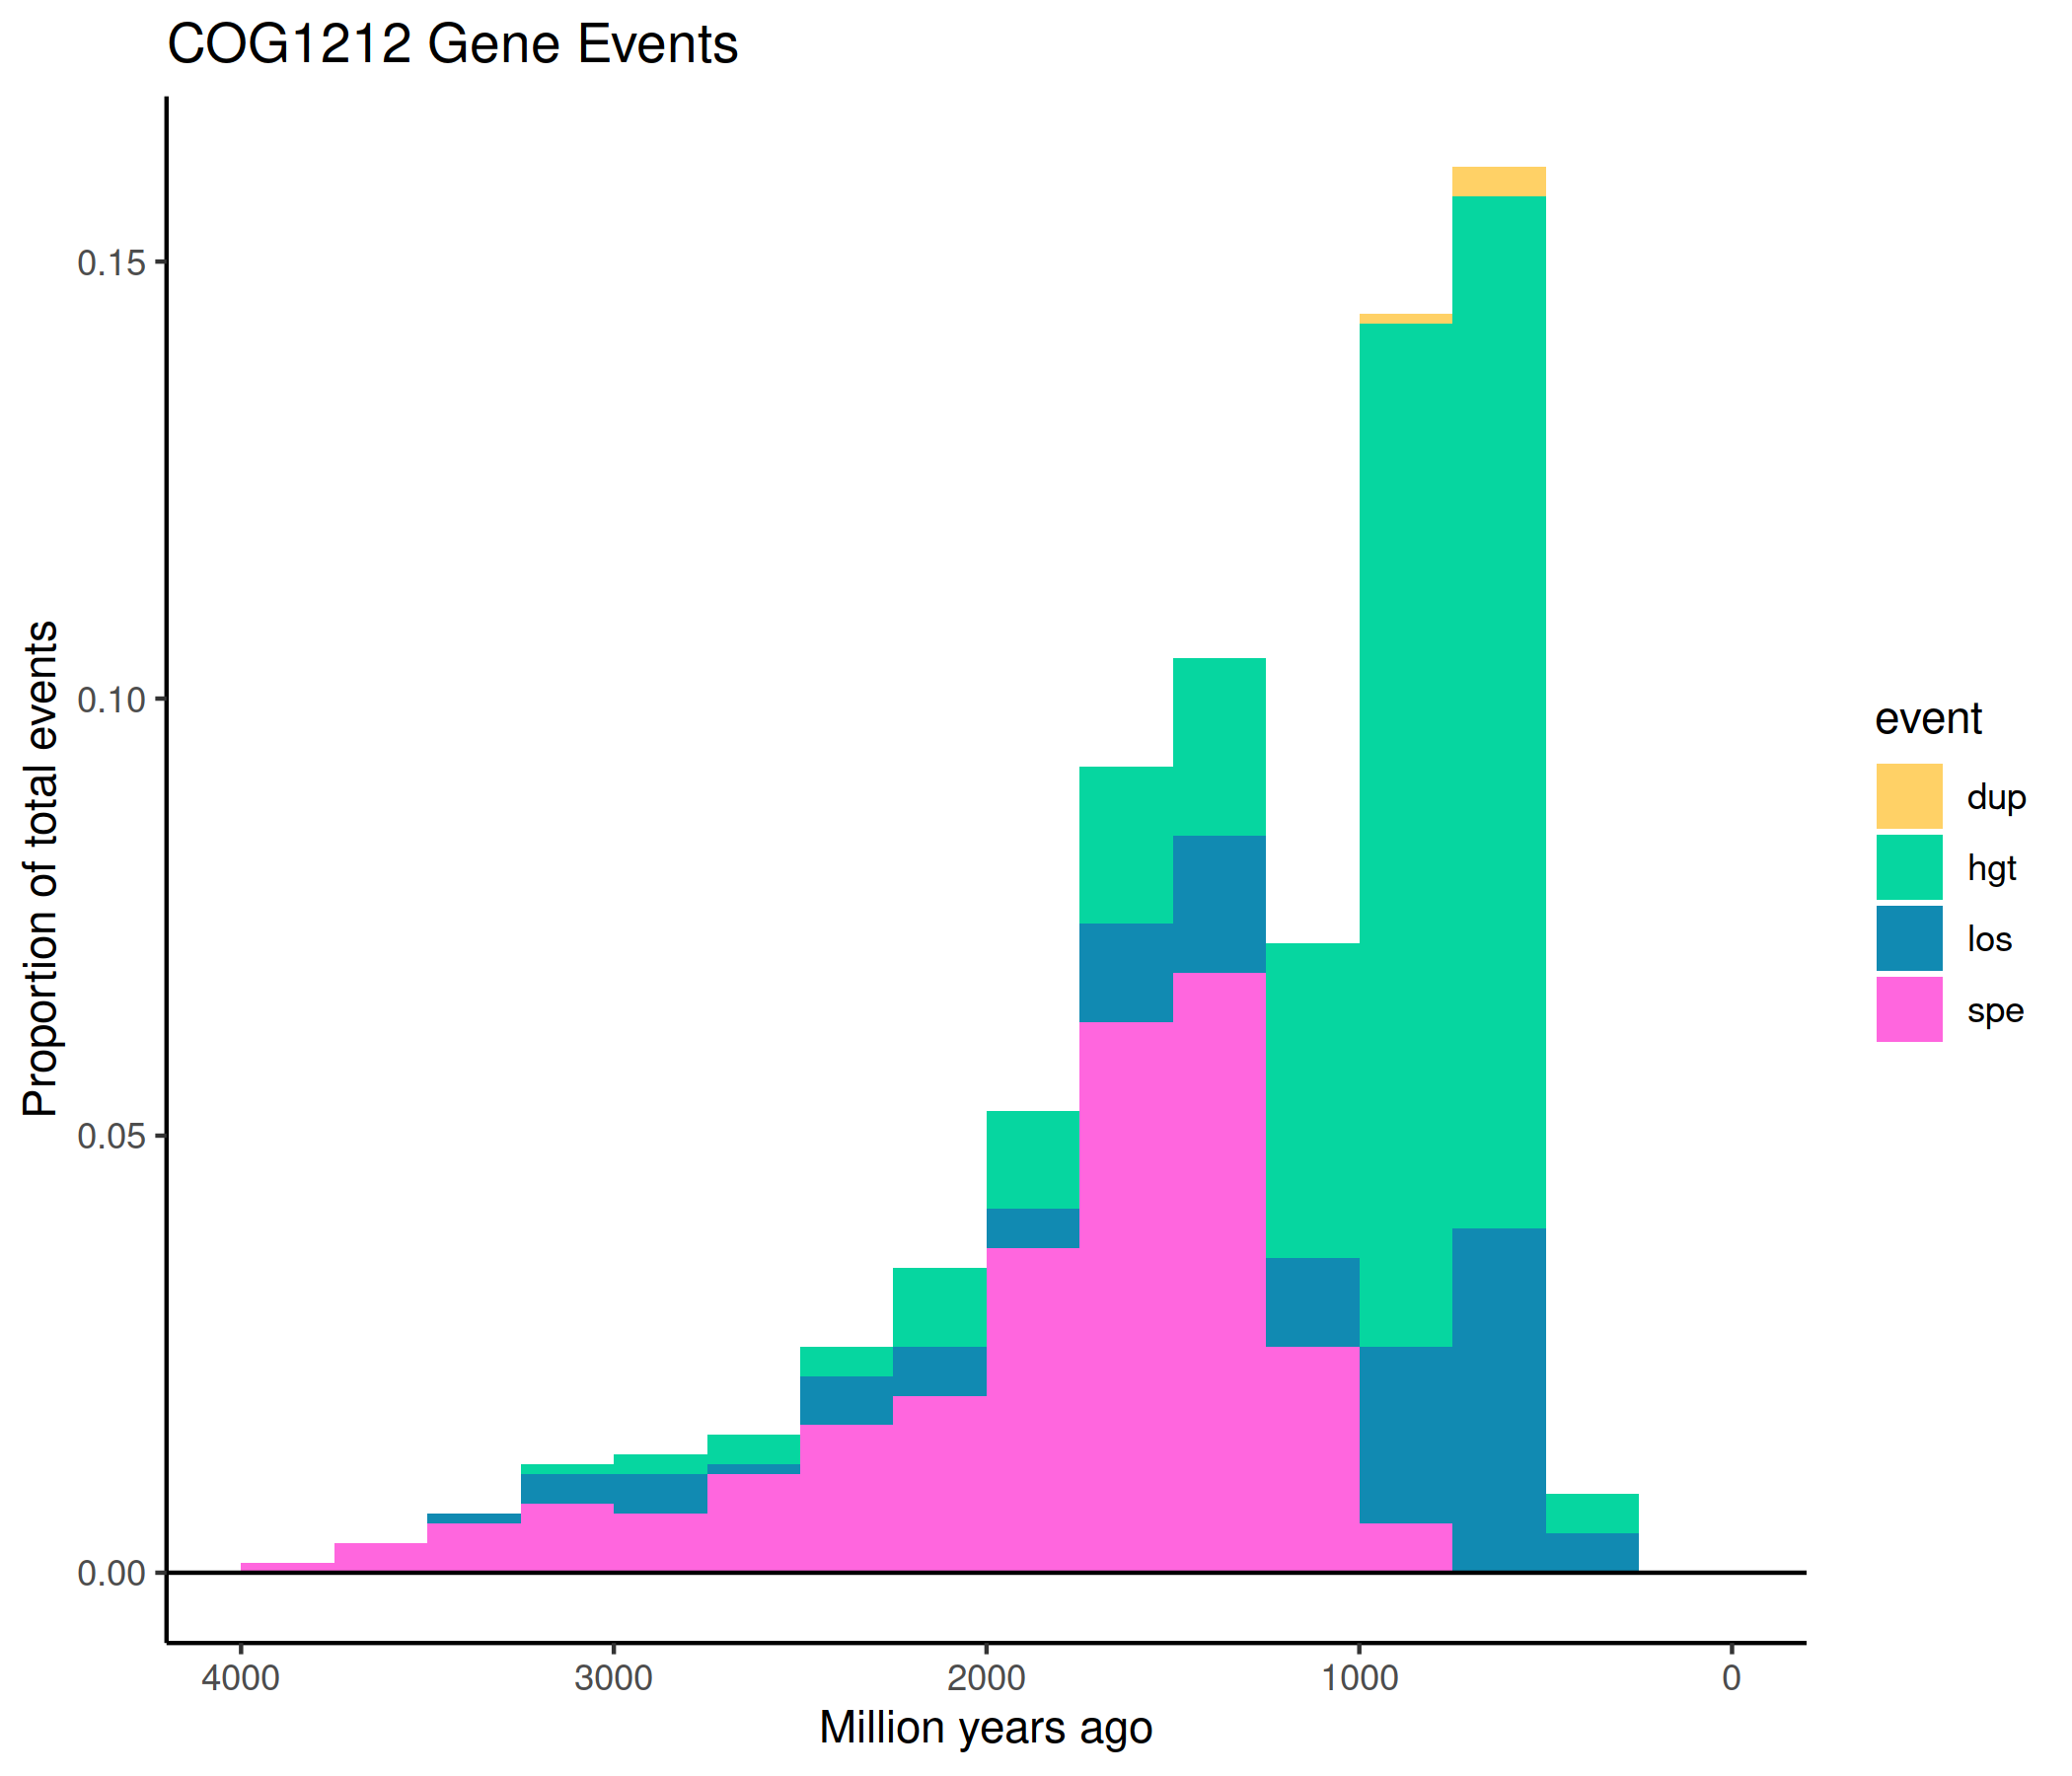 COG1212 Gene Events
Proportion of total events
0.15
0.10
0.05
0.00
4000
3000
2000
1000
0
Million years ago
event
dup
hgt
los
spe